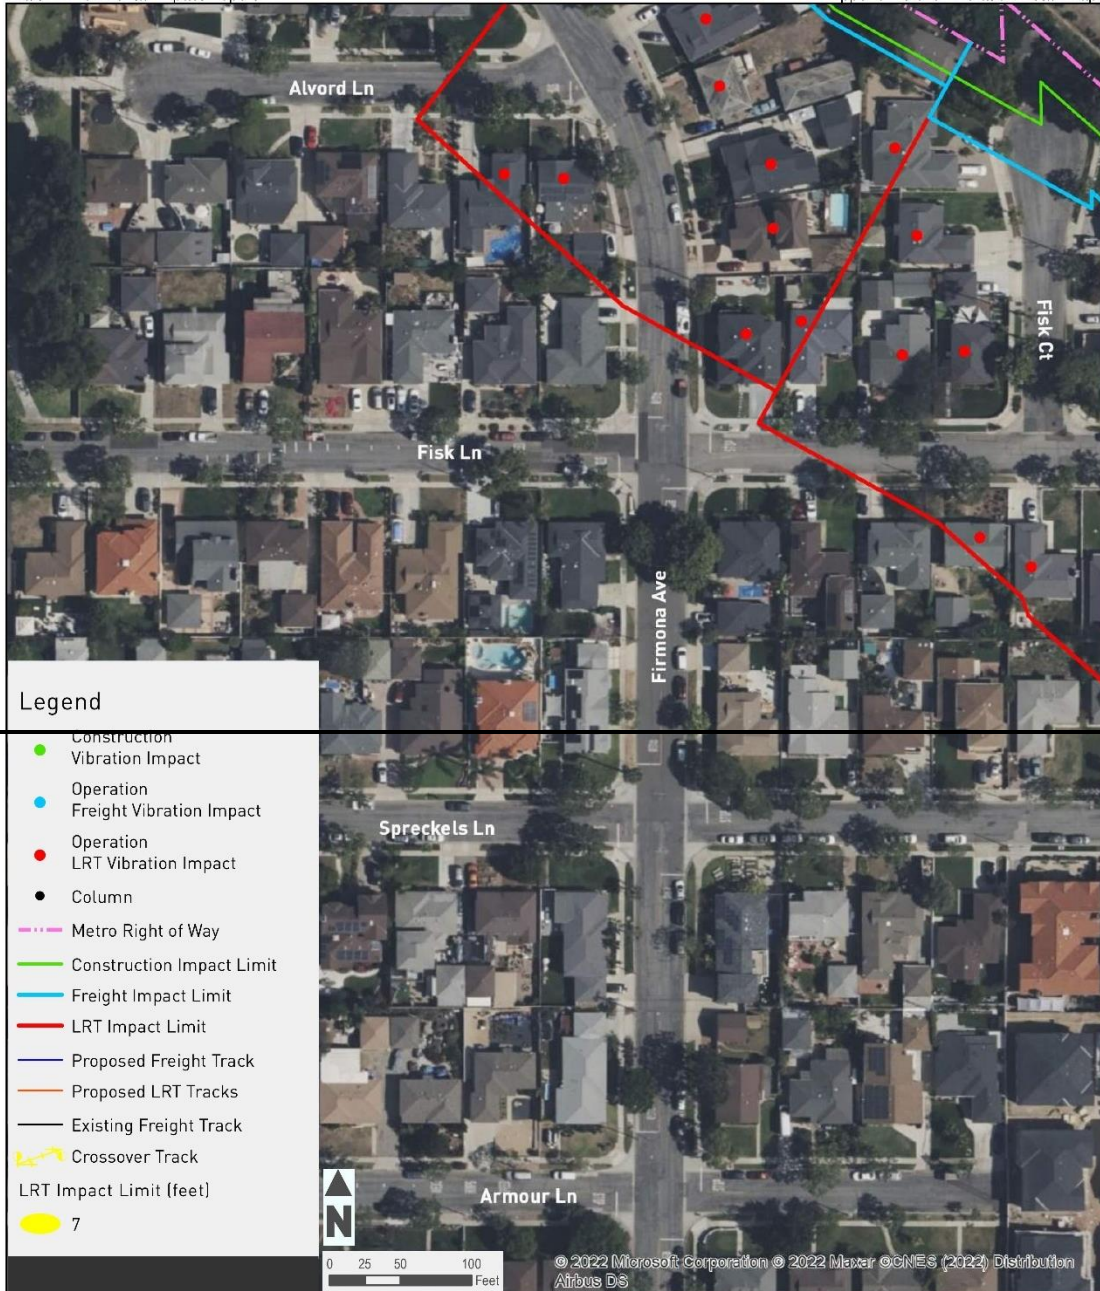 Alvord Ln
Fisk Ct
Fisk Ln
Firmona Ave
Legend
Construction
Vibration Impact
Operation
Freight Vibration Impact
Operation
LRT Vibration Impact
Column
Metro Right of Way
Construction Impact Limit
Freight Impact Limit
LRT Impact Limit
Proposed Freight Track
Proposed LRT Tracks
Existing Freight Track
Crossover Track
LRT Impact Limit (feet)
7
Spreckels Ln
Armour Ln
N
0 25 50 100
Feet
© 2022 Microsoft Corporation © 2022 Maxar ©CNES (2022) Distribution
Airbus DS